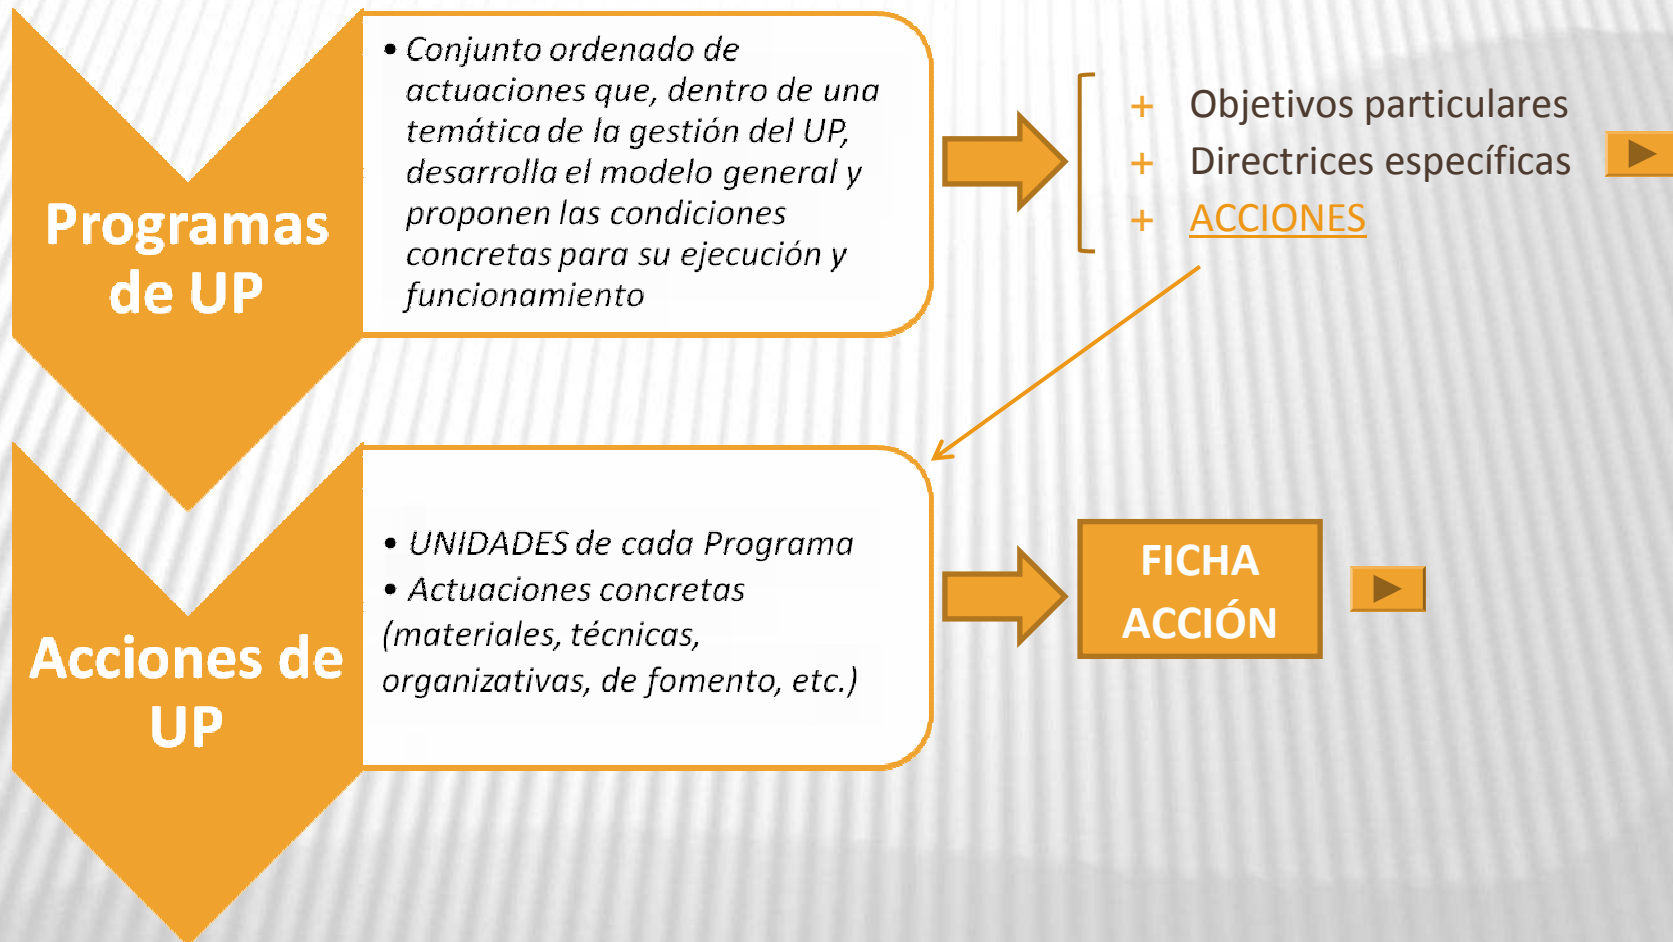 Programas
de UP
• Conjunto ordenado de
actuaciones que, dentro de una
temática de la gestión del UP,
desarrolla el modelo general y
proponen las condiciones
concretas para su ejecución y
funcionamiento
+ Objetivos particulares
+ Directrices específicas
+ ACCIONES
Acciones de
UP
• UNIDADES de cada Programa
• Actuaciones concretas
(materiales, técnicas,
organizativas, de fomento, etc.)
FICHA
ACCIÓN